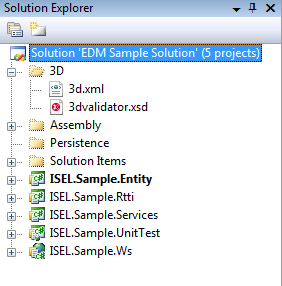 Solution Explorer
Solution 'EDM Sample Solution' (5 projects)
3D
3d.xml
3dvalidator.xsd
Assembly
Persistence
Solution Items
ISEL.Sample.Entity
ISEL.Sample.Rtti
ISEL.Sample.Services
ISEL.Sample.UnitTest
ISEL.Sample.Ws